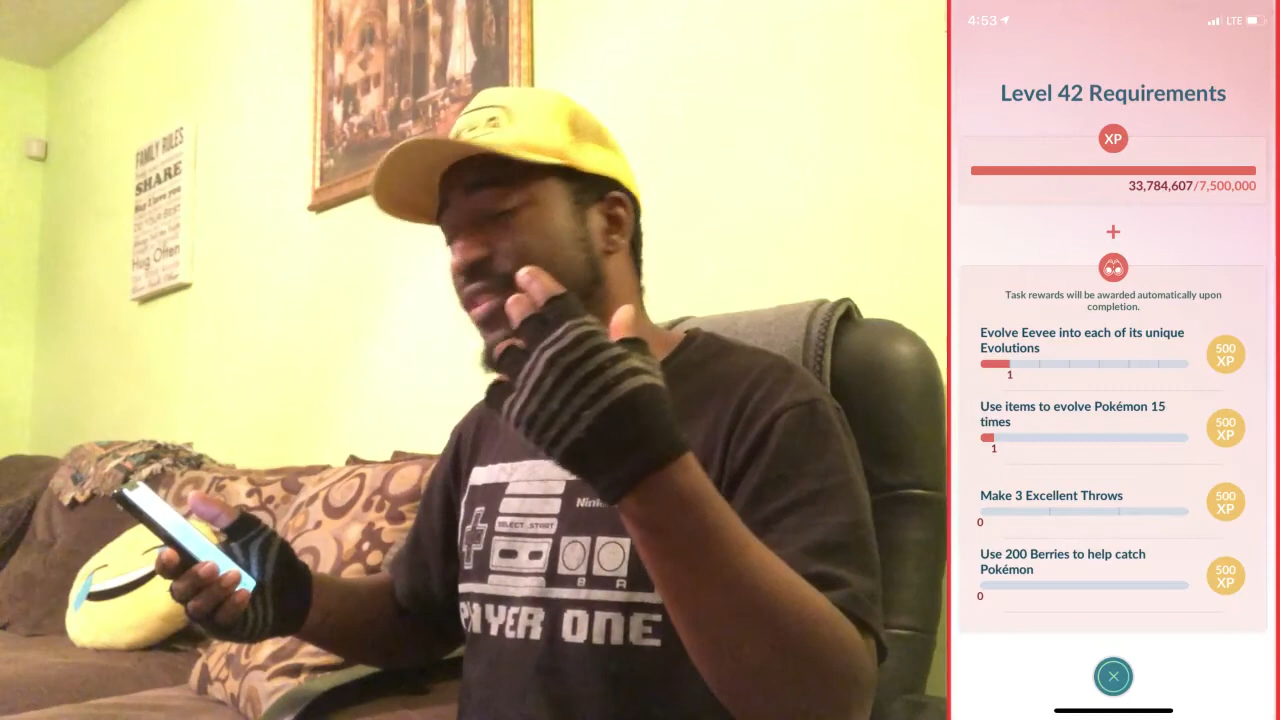 FAMILY RULES
SHARE
Say I love you
DO YOUR BEST
Hug Often
SELECT START
B A
PLAYER ONE
4:53
LTE
Level 42 Requirements
XP
33,784,607/7,500,000
+
Task rewards will be awarded automatically upon
completion.
Evolve Eevee into each of its unique
Evolutions
500
XP
1
Use items to evolve Pokémon 15
times
500
XP
1
Make 3 Excellent Throws
500
XP
0
Use 200 Berries to help catch
Pokémon
500
XP
0